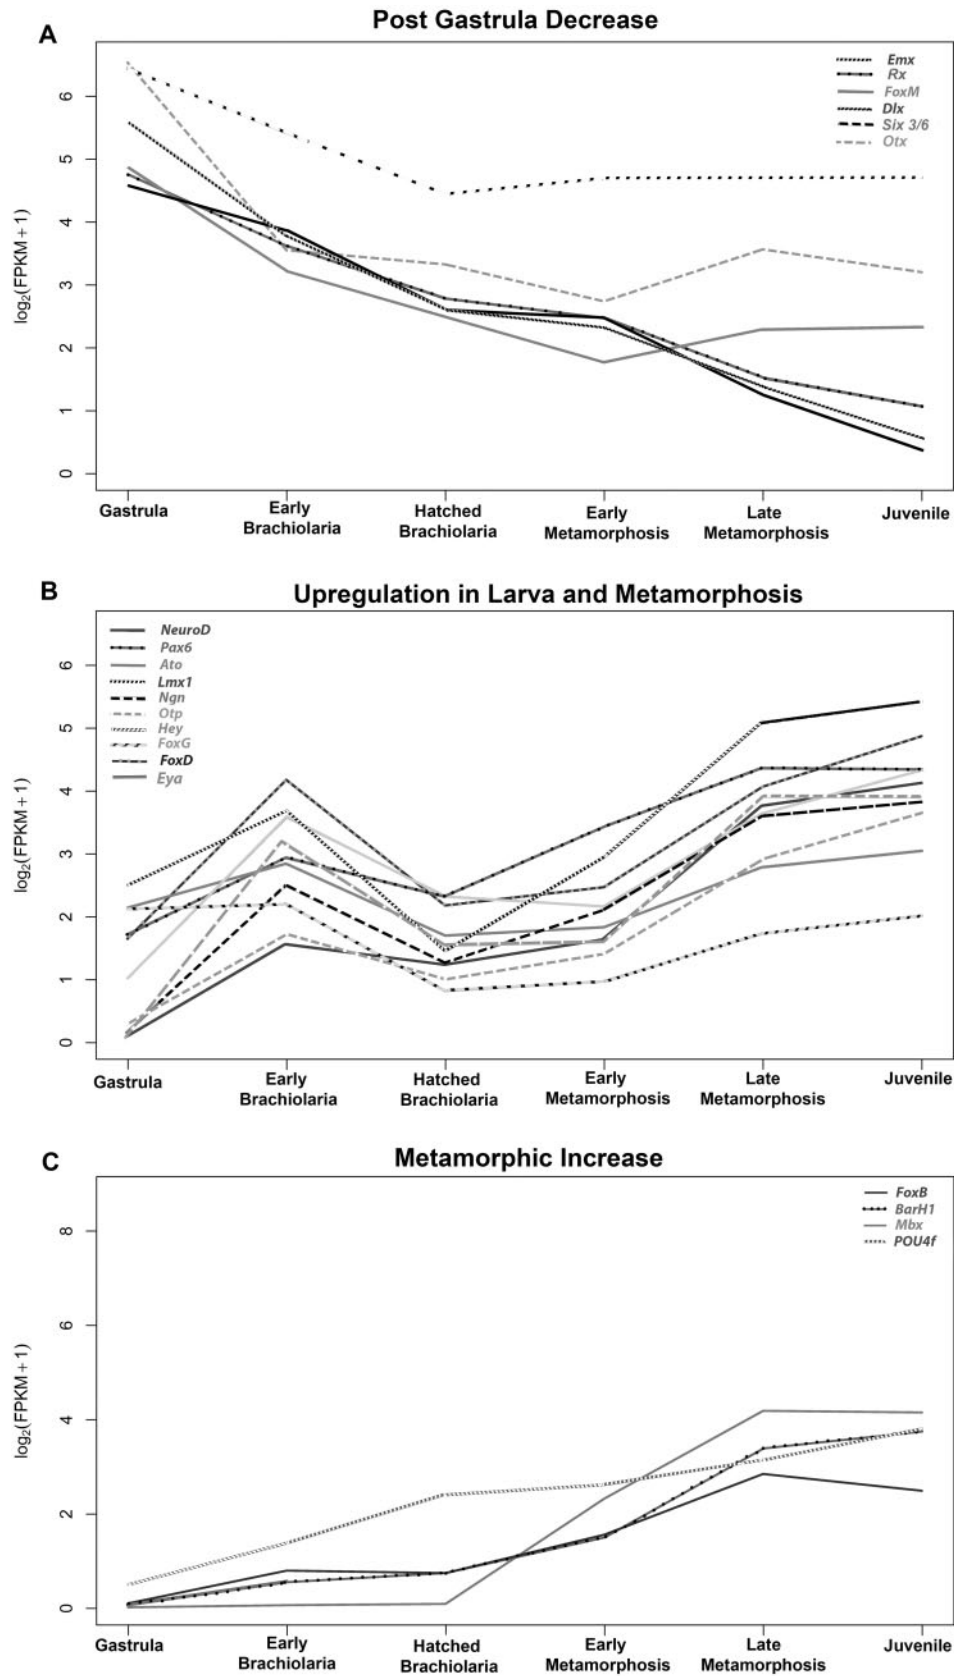 A
Post Gastrula Decrease
Emx
Rx
FoxM
Dlx
Six 3/6
Otx
log2(FPKM + 1)
6
5
4
3
2
1
0
Gastrula
Early
Brachiolaria
Hatched
Brachiolaria
Early
Metamorphosis
Late
Metamorphosis
Juvenile
B
Upregulation in Larva and Metamorphosis
NeuroD
Pax6
Ato
Lmx1
Ngn
Otp
Hey
FoxG
FoxD
Eya
log2(FPKM + 1)
6
5
4
3
2
1
0
Gastrula
Early
Brachiolaria
Hatched
Brachiolaria
Early
Metamorphosis
Late
Metamorphosis
Juvenile
C
Metamorphic Increase
FoxB
BarH1
Mbx
POU4f
log2(FPKM + 1)
8
6
4
2
0
Gastrula
Early
Brachiolaria
Hatched
Brachiolaria
Early
Metamorphosis
Late
Metamorphosis
Juvenile